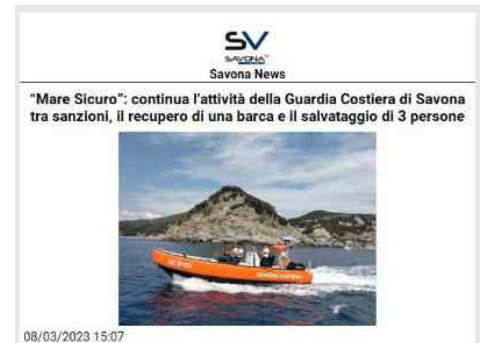 SV
SAVONA
Savona News
“Mare Sicuro”: continua l'attività della Guardia Costiera di Savona
tra sanzioni, il recupero di una barca e il salvataggio di 3 persone
08/03/2023 15:07